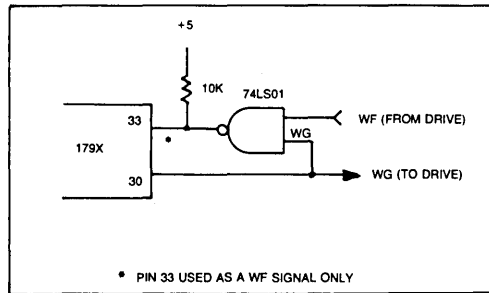 +5
10K
74LS01
33
WF (FROM DRIVE)
WG
179X
*
30
WG (TO DRIVE)
* PIN 33 USED AS A WF SIGNAL ONLY